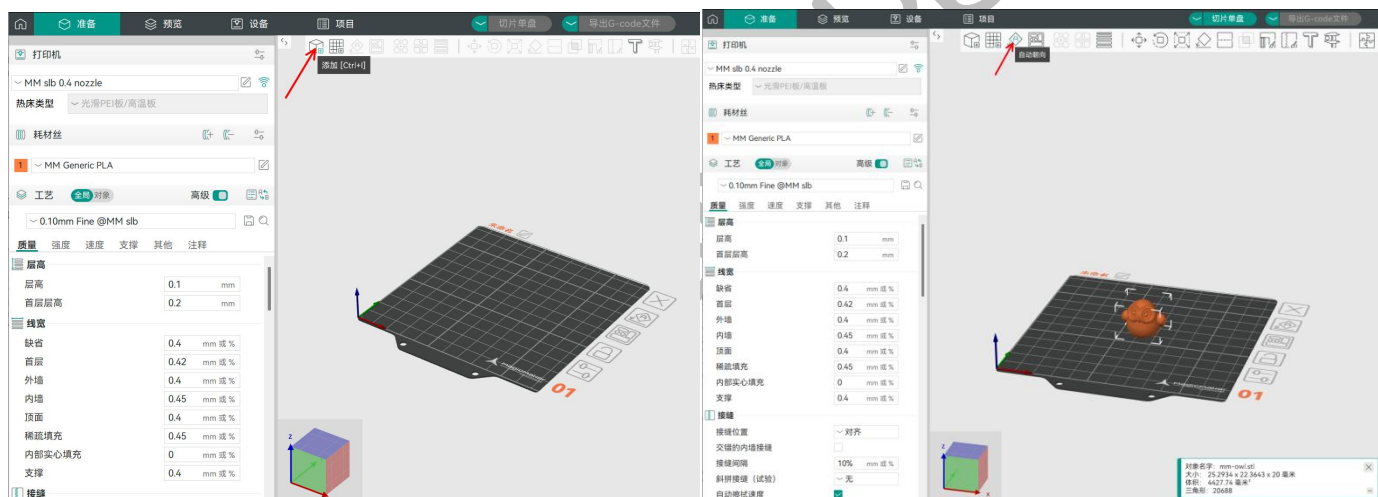 准备
预览
设备
项目
切片单盘
导出G-code文件
打印机
添加 [Ctrl+I]
MM slb 0.4 nozzle
热床类型
光滑PEI板/高温板
耗材丝
1
MM Generic PLA
工艺
全局
对象
高级
0.10mm Fine @MM slb
质量 强度 速度 支撑 其他 注释
层高
层高 0.1 mm
首层层高 0.2 mm
线宽
缺省 0.4 mm 或 %
首层 0.42 mm 或 %
外墙 0.4 mm 或 %
内墙 0.45 mm 或 %
顶面 0.4 mm 或 %
稀疏填充 0.45 mm 或 %
内部实心填充 0 mm 或 %
支撑 0.4 mm 或 %
接缝
未命名
01
z
准备
预览
设备
项目
切片单盘
导出G-code文件
打印机
自动朝向
MM slb 0.4 nozzle
热床类型
光滑PEI板/高温板
耗材丝
1
MM Generic PLA
工艺
全局
对象
高级
0.10mm Fine @MM slb
质量 强度 速度 支撑 其他 注释
层高
层高 0.1 mm
首层层高 0.2 mm
线宽
缺省 0.4 mm 或 %
首层 0.42 mm 或 %
外墙 0.4 mm 或 %
内墙 0.45 mm 或 %
顶面 0.4 mm 或 %
稀疏填充 0.45 mm 或 %
内部实心填充 0 mm 或 %
支撑 0.4 mm 或 %
接缝
接缝位置 对齐
交错的内墙接缝
接缝间隔 10% mm 或 %
斜拼接缝（试验） 无
自动擦拭速度
未命名
01
z
x
对象名字: mm-owl.stl
大小: 25.2934 x 22.3643 x 20 毫米
体积: 4427.74 毫米³
三角形: 20688